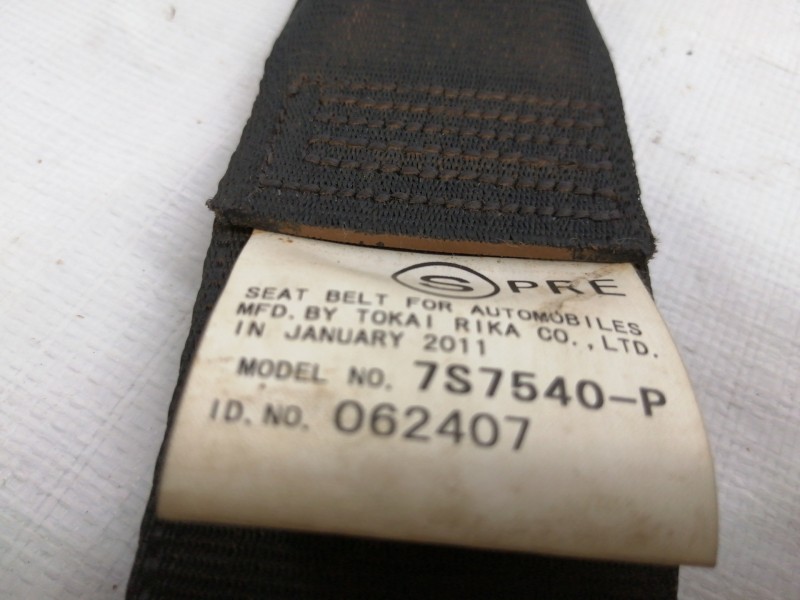 S PRE
SEAT BELT FOR AUTOMOBILES
MFD. BY TOKAI RIKA CO.,LTD.
IN JANUARY 2011
MODEL NO. 7S7540-P
ID. NO. 062407